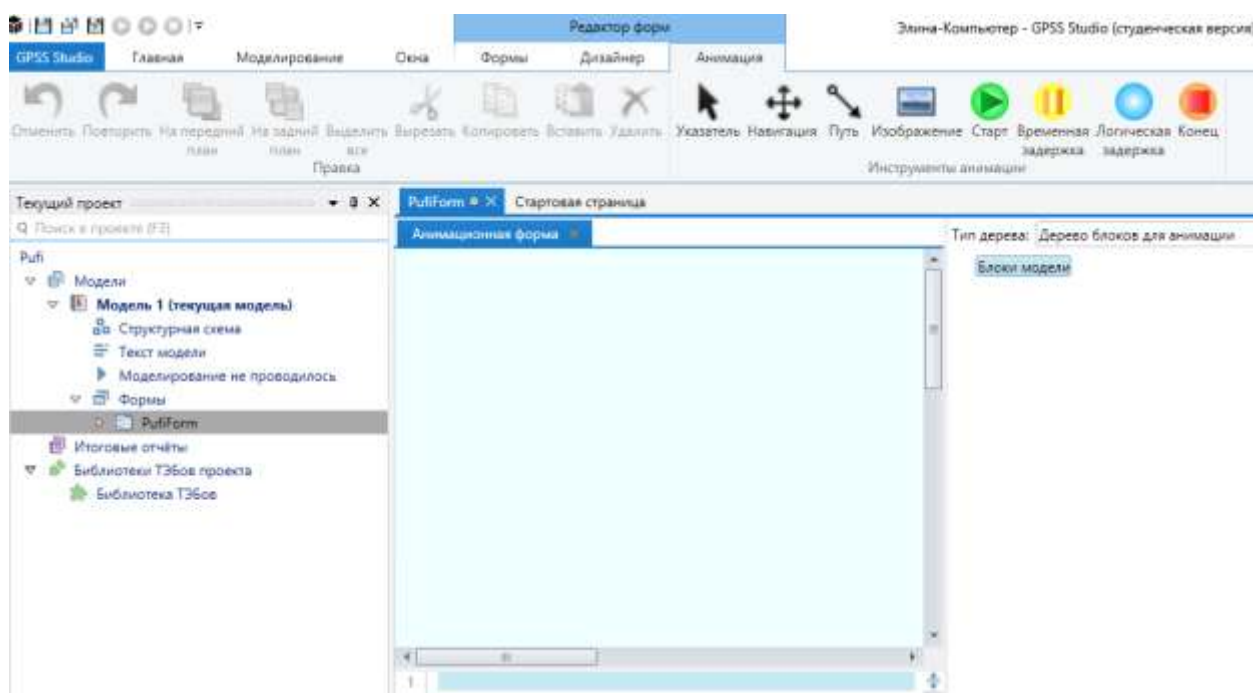 Редактор форм
Элина-Компьютер - GPSS Studio (студенческая версия)
GPSS Studio Главная Моделирование Окна Формы Дизайнер Анимация
Отменить Повторить На передний план На задний план Выделить все Вырезать Копировать Вставить Удалить Указатель Навигация Путь Изображение Старт Временная задержка Логическая задержка Конец
Правка Инструменты анимации
Текущий проект
Поиск в проекте (F3)
Pufi
Модели
Модель 1 (текущая модель)
Структурная схема
Текст модели
Моделирование не проводилось
Формы
PufiForm
Итоговые отчёты
Библиотеки ТЭБов проекта
Библиотека ТЭБов
PufiForm Стартовая страница
Анимационная форма
Тип дерева: Дерево блоков для анимации
Блоки модели
1